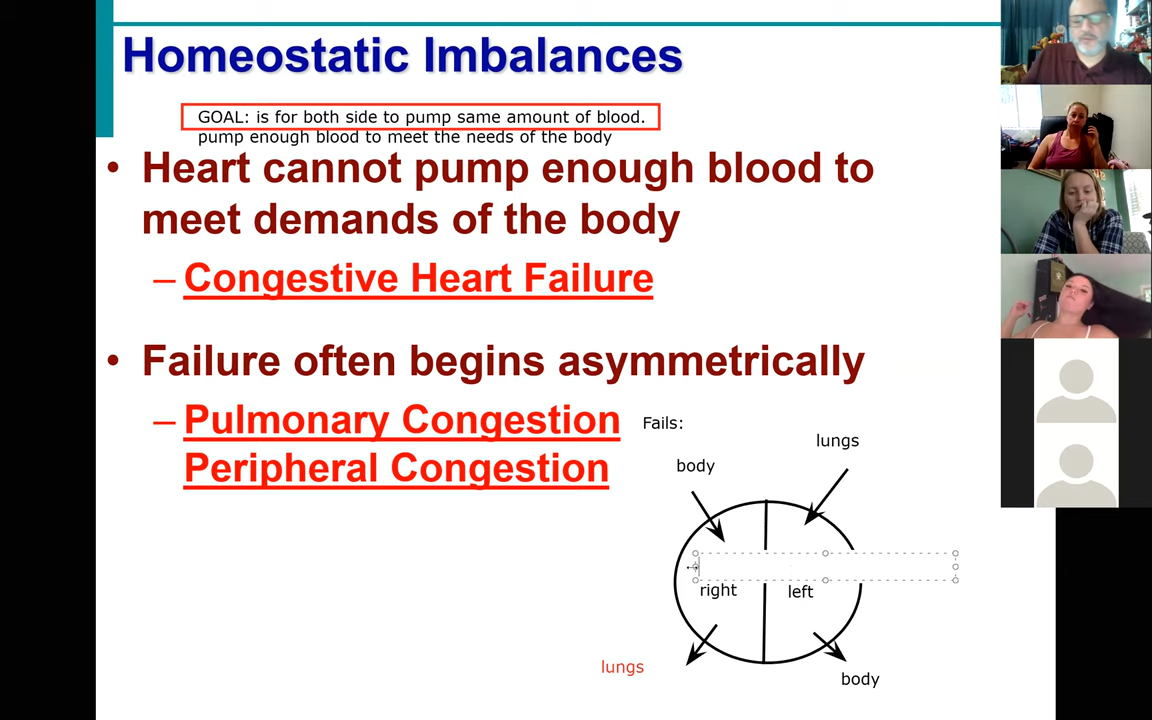 Homeostatic Imbalances
GOAL: is for both side to pump same amount of blood.
pump enough blood to meet the needs of the body
• Heart cannot pump enough blood to
meet demands of the body
– Congestive Heart Failure
• Failure often begins asymmetrically
– Pulmonary Congestion
Peripheral Congestion
Fails:
lungs
body
right
left
lungs
body